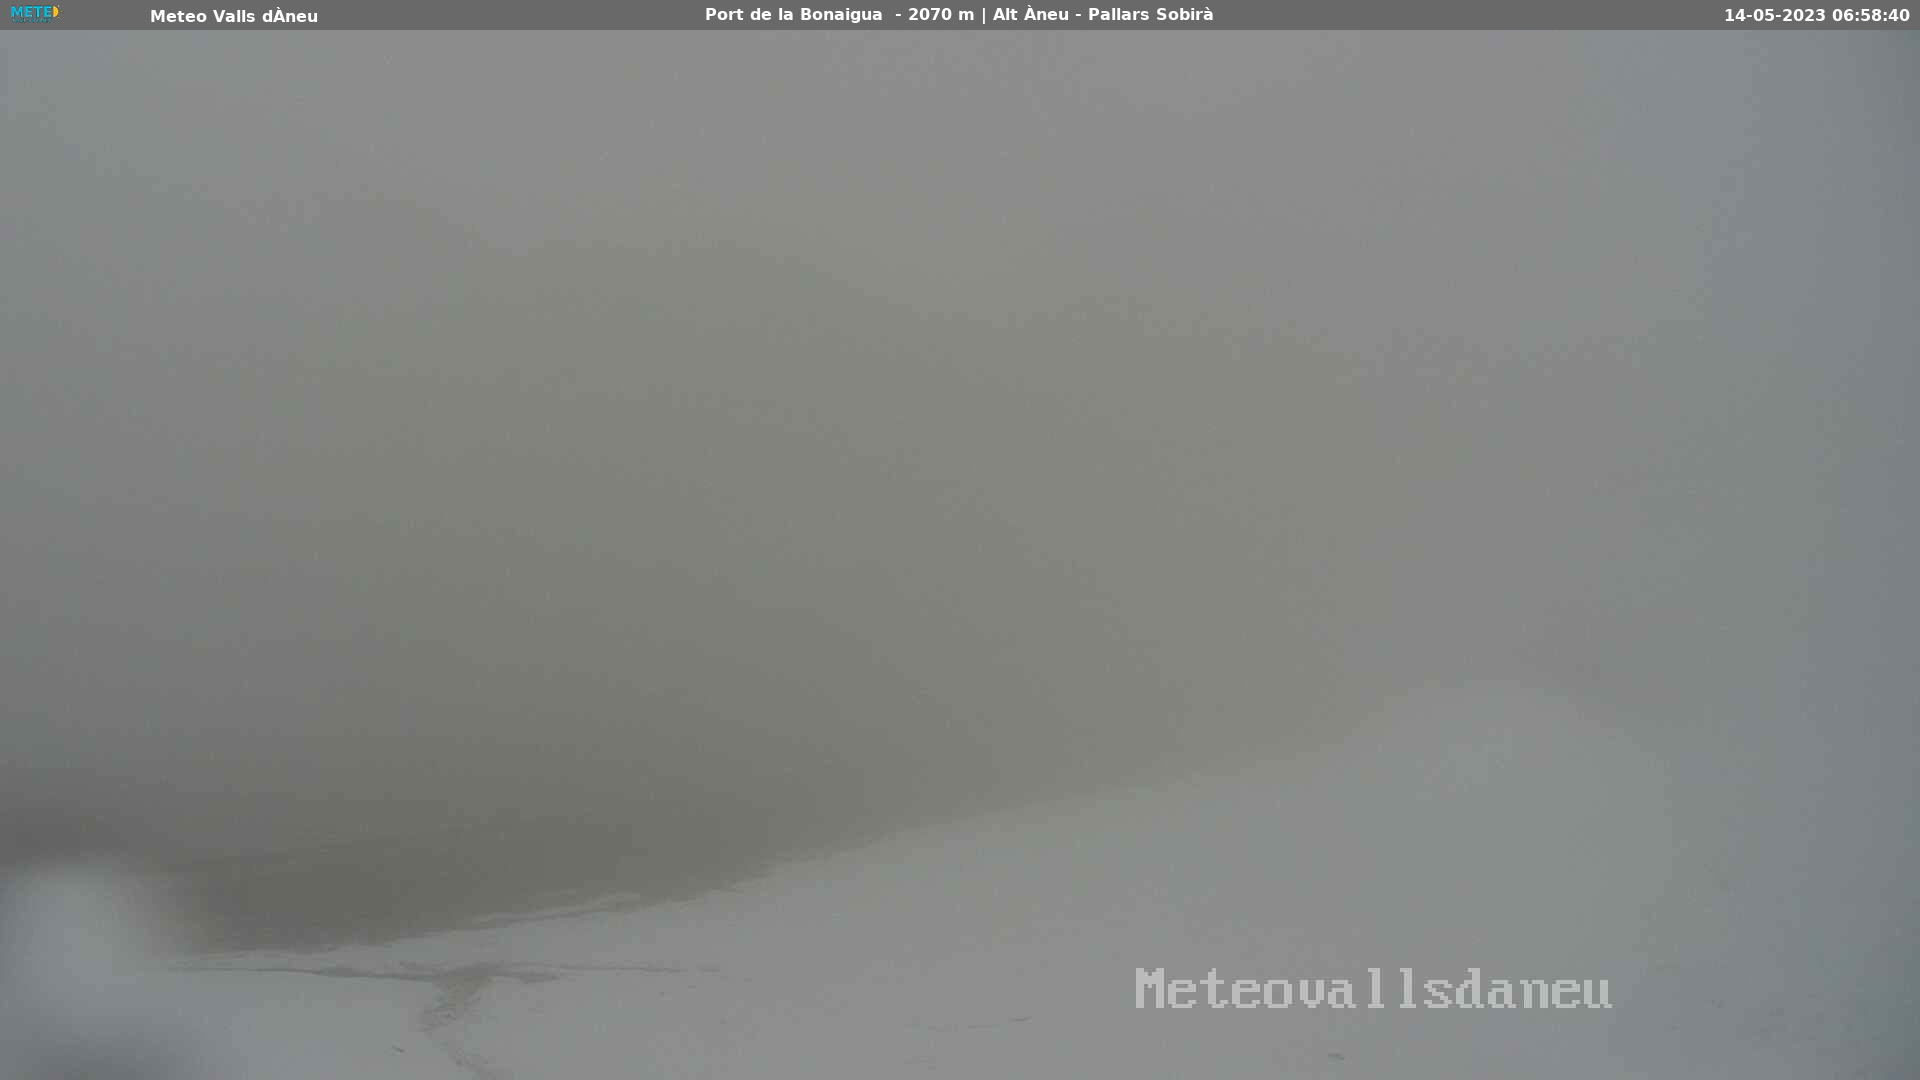 METEO
Meteo Valls dÀneu
Port de la Bonaigua - 2070 m | Alt Àneu - Pallars Sobirà
14-05-2023 06:58:40
Meteovallsdaneu